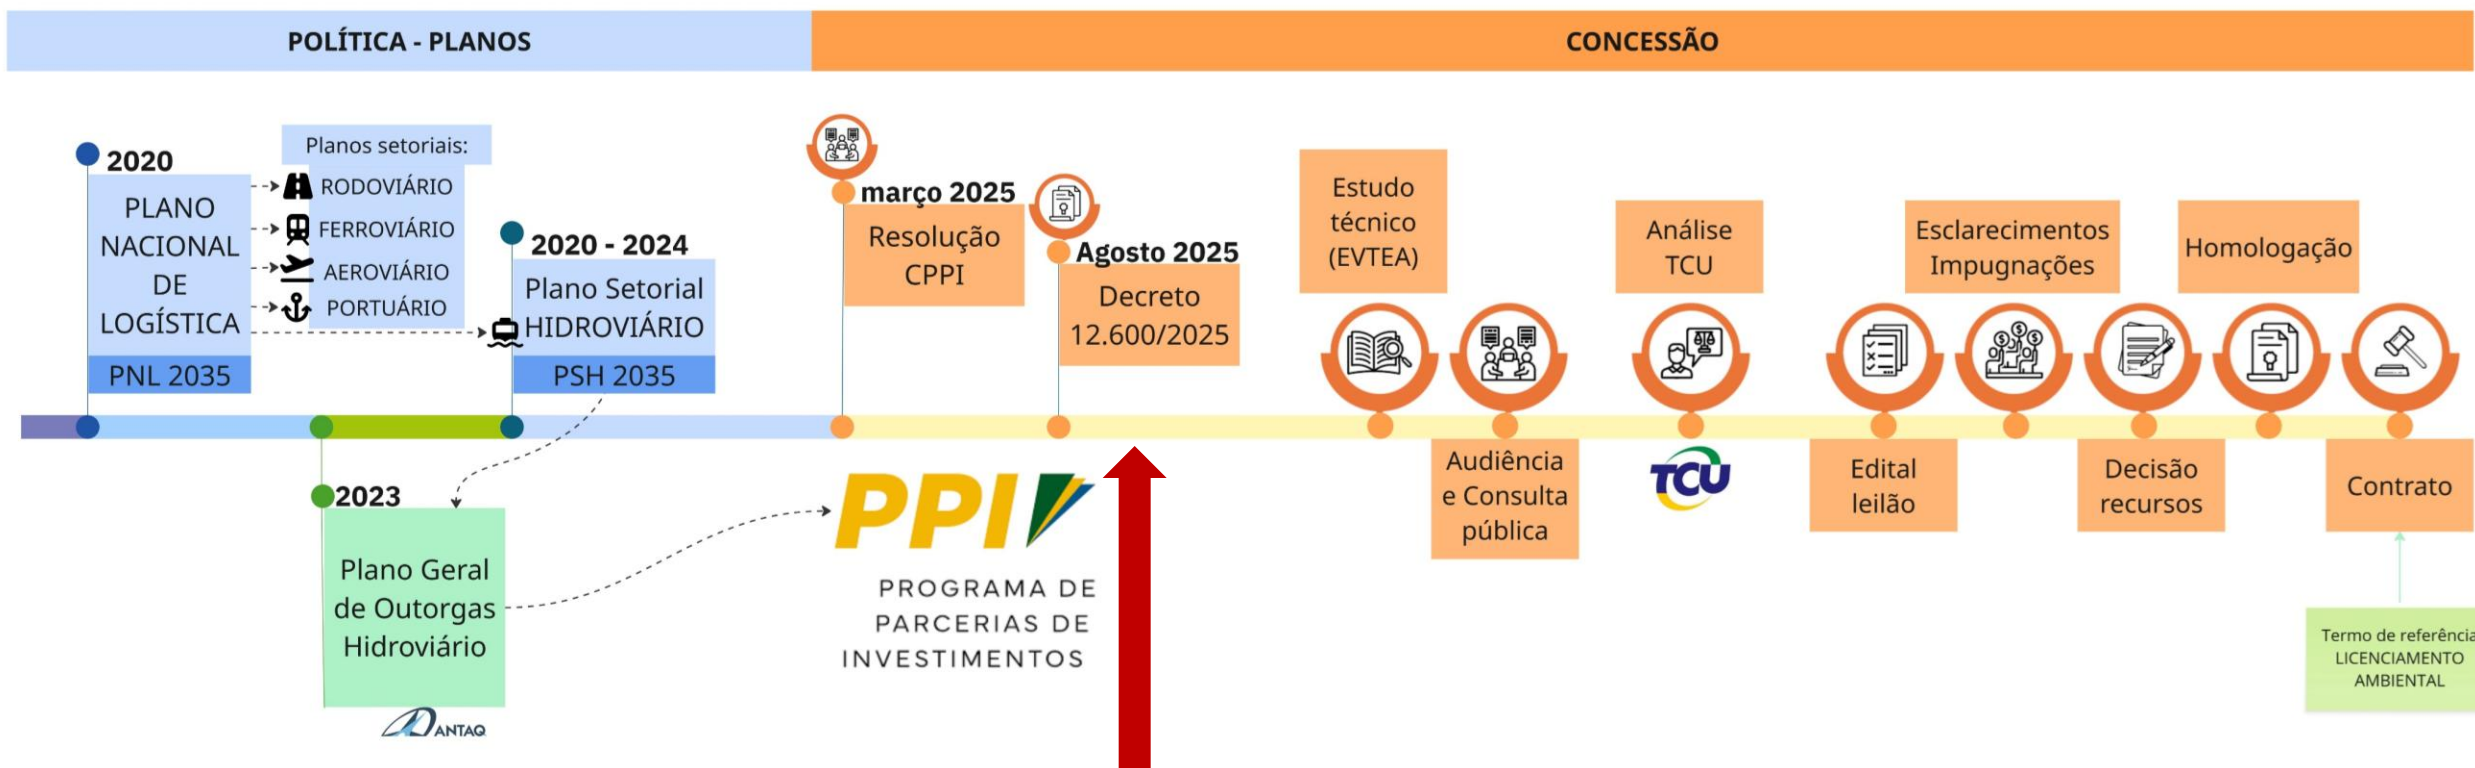 POLÍTICA - PLANOS
CONCESSÃO
2020
PLANO
NACIONAL
DE
LOGÍSTICA
PNL 2035
Planos setoriais:
RODOVIÁRIO
FERROVIÁRIO
AEROVIÁRIO
PORTUÁRIO
2020 - 2024
Plano Setorial
HIDROVIÁRIO
PSH 2035
2023
Plano Geral
de Outorgas
Hidroviário
ANTAQ
março 2025
Resolução
CPPI
Agosto 2025
Decreto
12.600/2025
PPI
PROGRAMA DE
PARCERIAS DE
INVESTIMENTOS
Estudo
técnico
(EVTEA)
Audiência
e Consulta
pública
Análise
TCU
TCU
Edital
leilão
Esclarecimentos
Impugnações
Decisão
recursos
Homologação
Contrato
Termo de referência
LICENCIAMENTO
AMBIENTAL